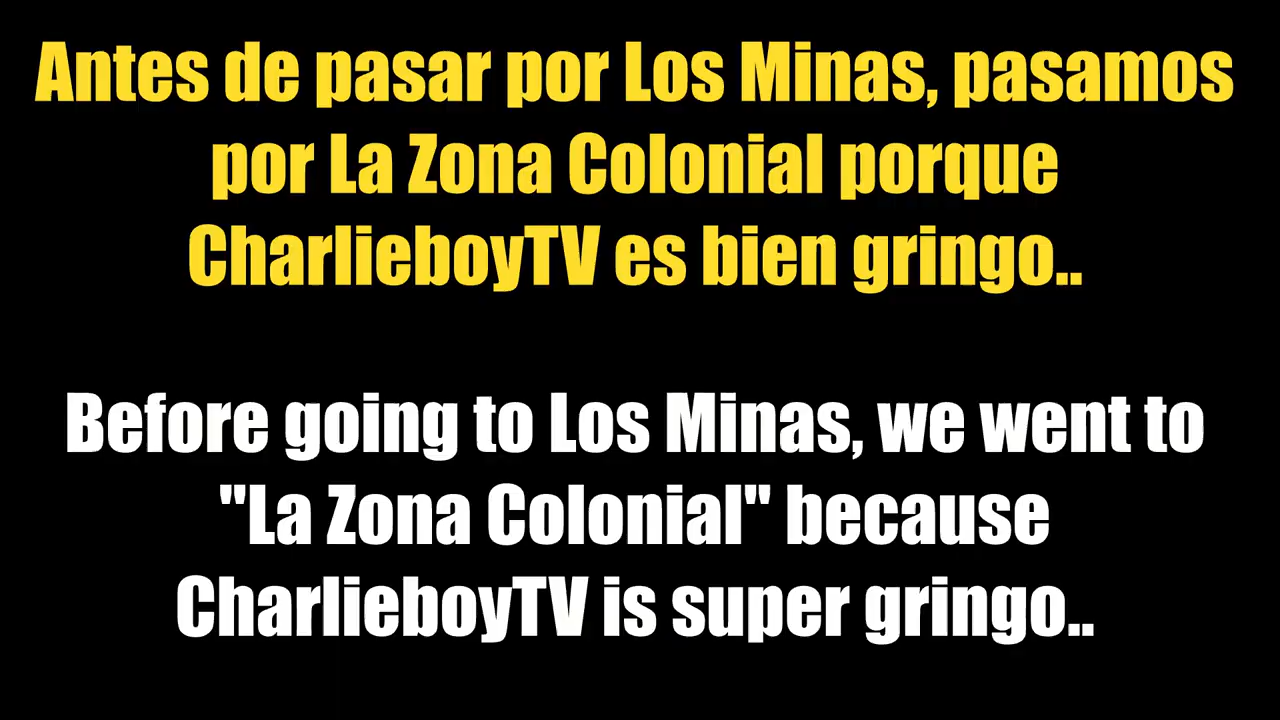 Antes de pasar por Los Minas, pasamos
por La Zona Colonial porque
CharlieboyTV es bien gringo..
Before going to Los Minas, we went to
"La Zona Colonial" because
CharlieboyTV is super gringo..